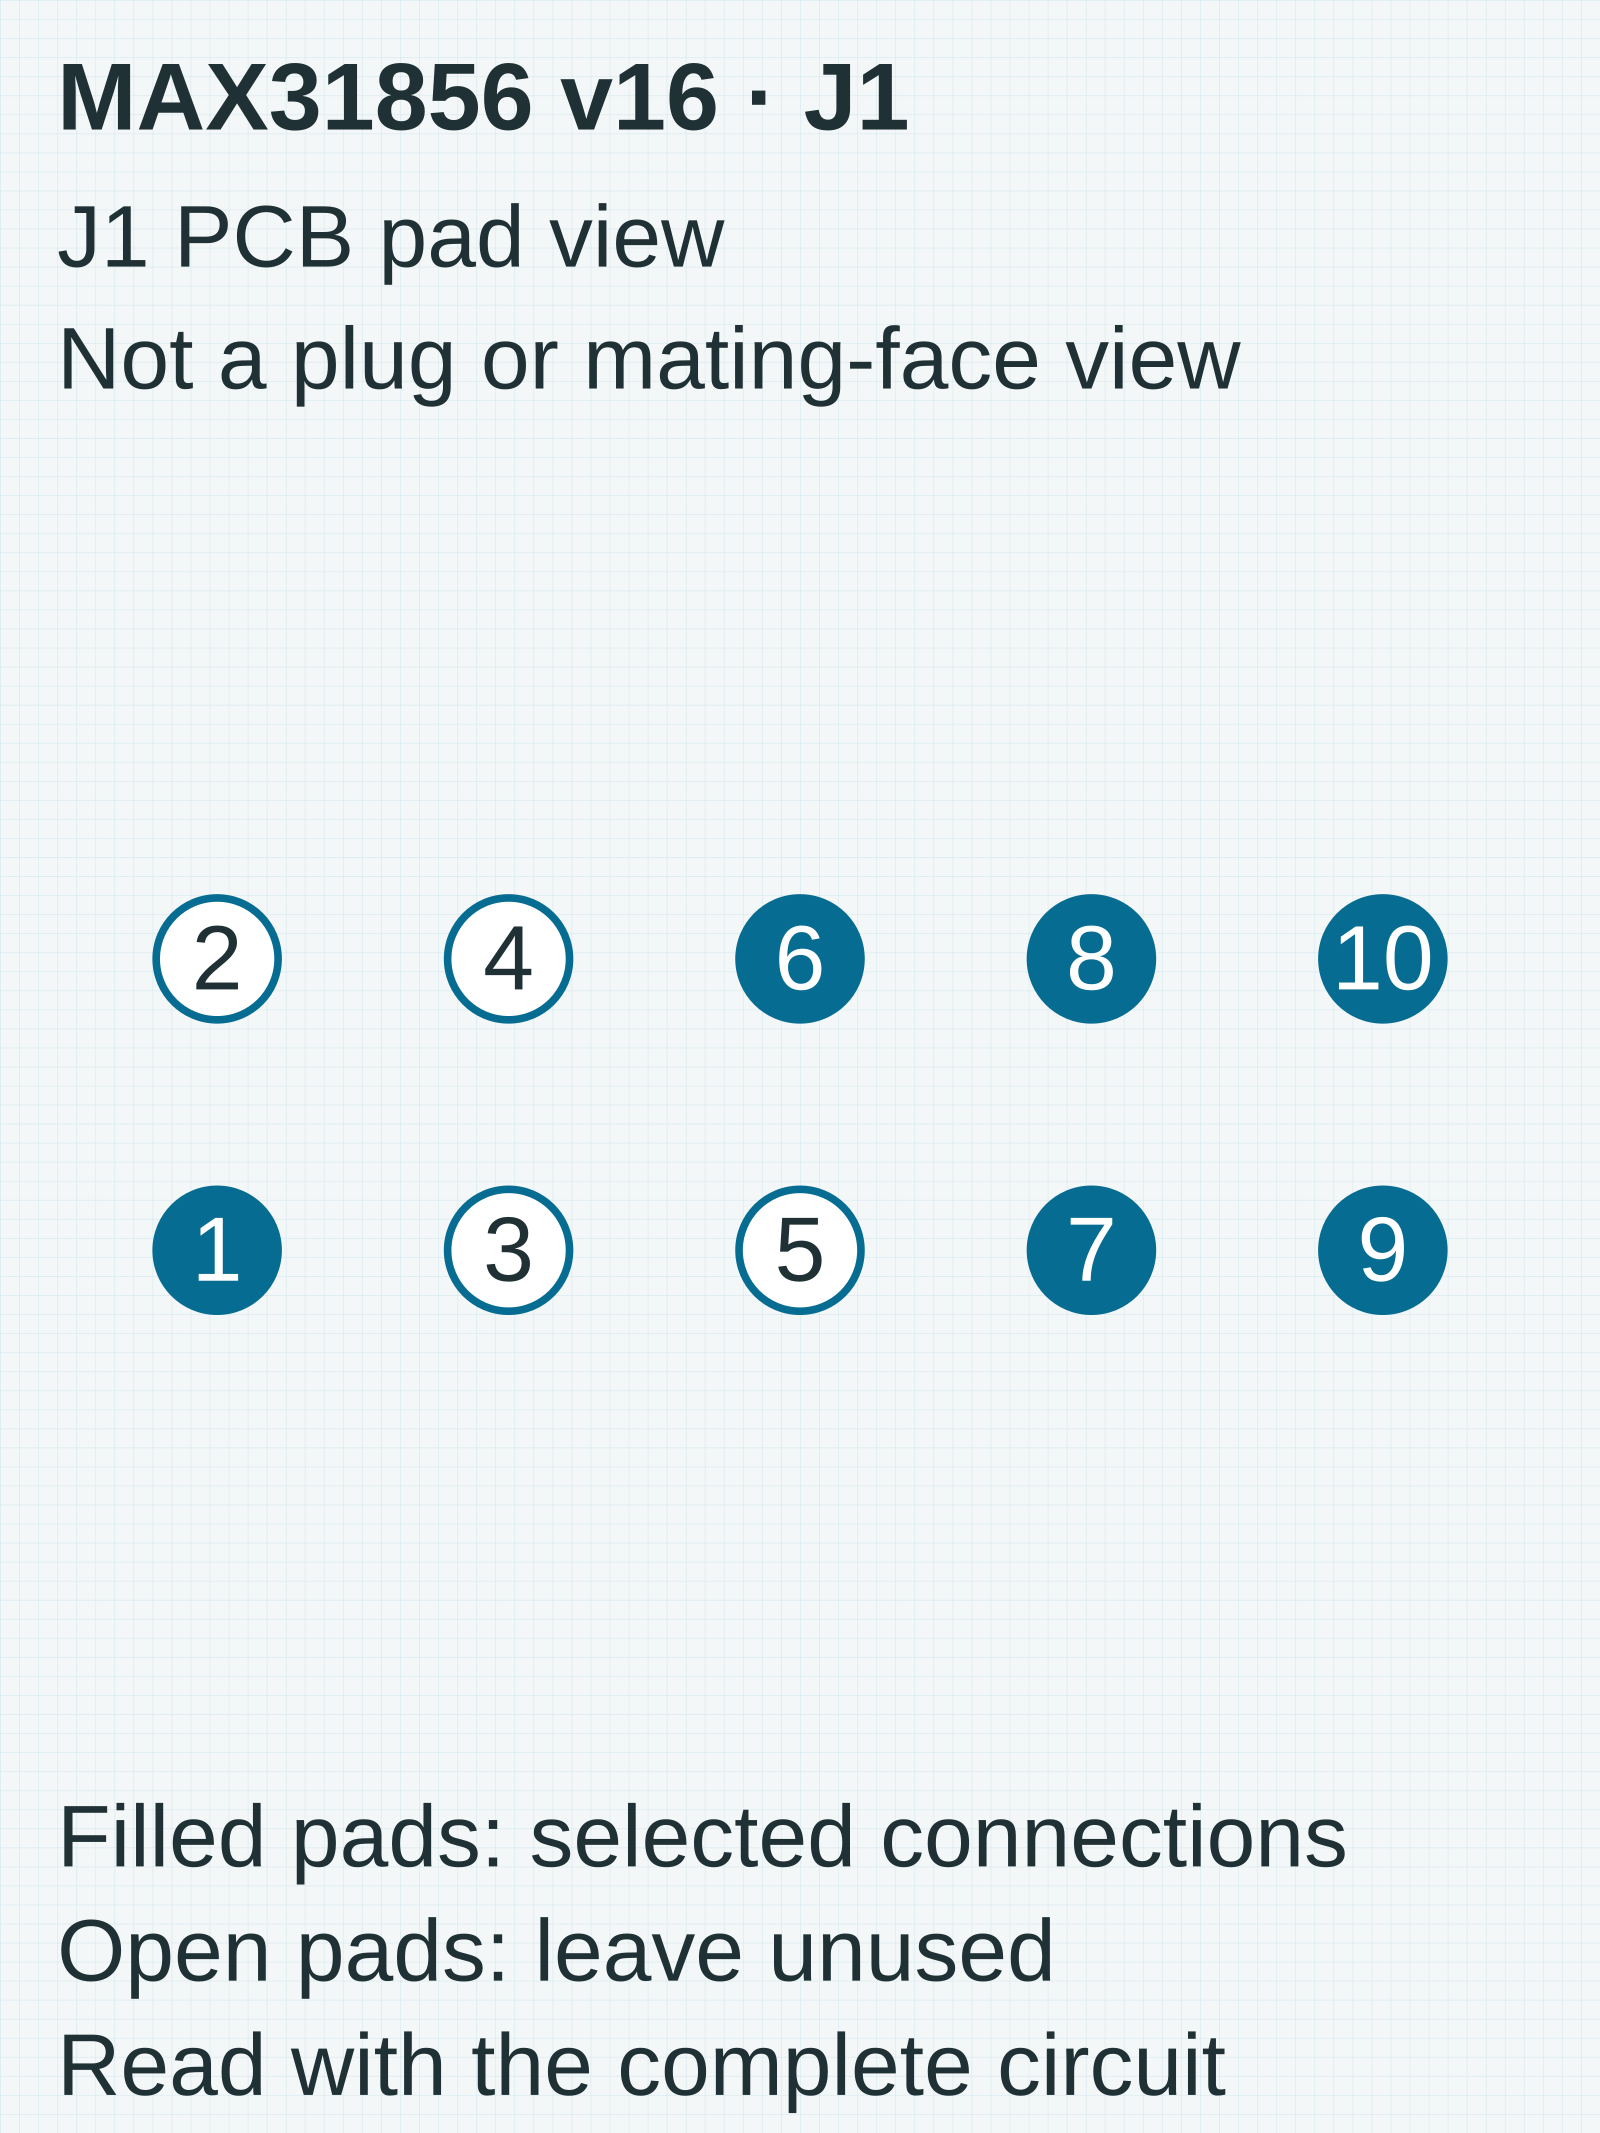 MAX31856 v16 · J1
J1 PCB pad view
Not a plug or mating-face view
2 4 6 8 10
1 3 5 7 9
Filled pads: selected connections
Open pads: leave unused
Read with the complete circuit